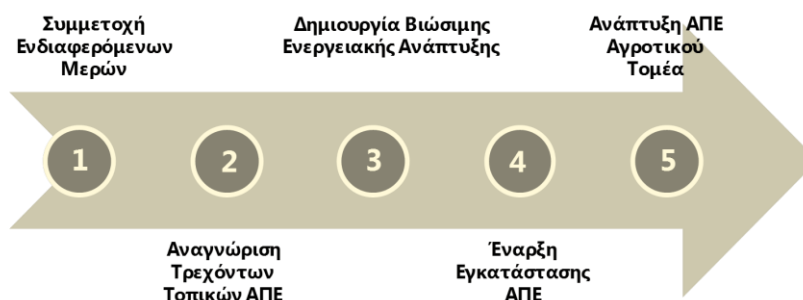 Συμμετοχή
Ενδιαφερόμενων
Μερών
Δημιουργία Βιώσιμης
Ενεργειακής Ανάπτυξης
Ανάπτυξη ΑΠΕ
Αγροτικού
Τομέα
1
2
3
4
5
Αναγνώριση
Τρεχόντων
Τοπικών ΑΠΕ
Έναρξη
Εγκατάστασης
ΑΠΕ